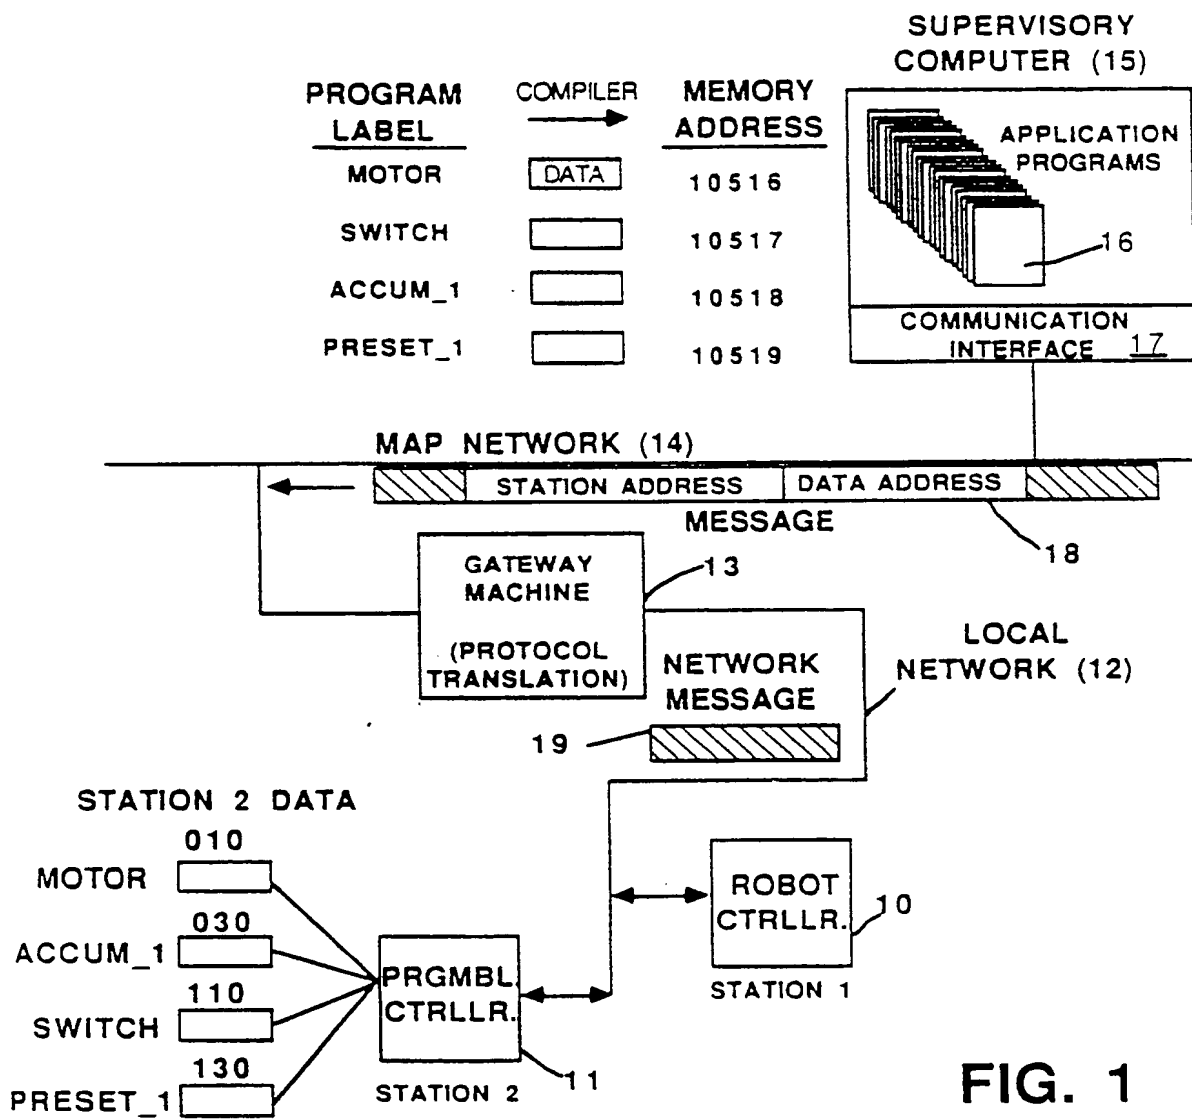 SUPERVISORY
COMPUTER (15)
PROGRAM
LABEL
COMPILER
MEMORY
ADDRESS
MOTOR
DATA
10516
SWITCH
10517
ACCUM_1
10518
PRESET_1
10519
APPLICATION
PROGRAMS
16
COMMUNICATION
INTERFACE 17
MAP NETWORK (14)
STATION ADDRESS
DATA ADDRESS
MESSAGE
18
GATEWAY
MACHINE
(PROTOCOL
TRANSLATION)
13
LOCAL
NETWORK (12)
NETWORK
MESSAGE
19
STATION 2 DATA
010
MOTOR
030
ACCUM_1
110
SWITCH
130
PRESET_1
PRGMBL.
CTRLLR.
11
STATION 2
ROBOT
CTRLLR.
10
STATION 1
FIG. 1